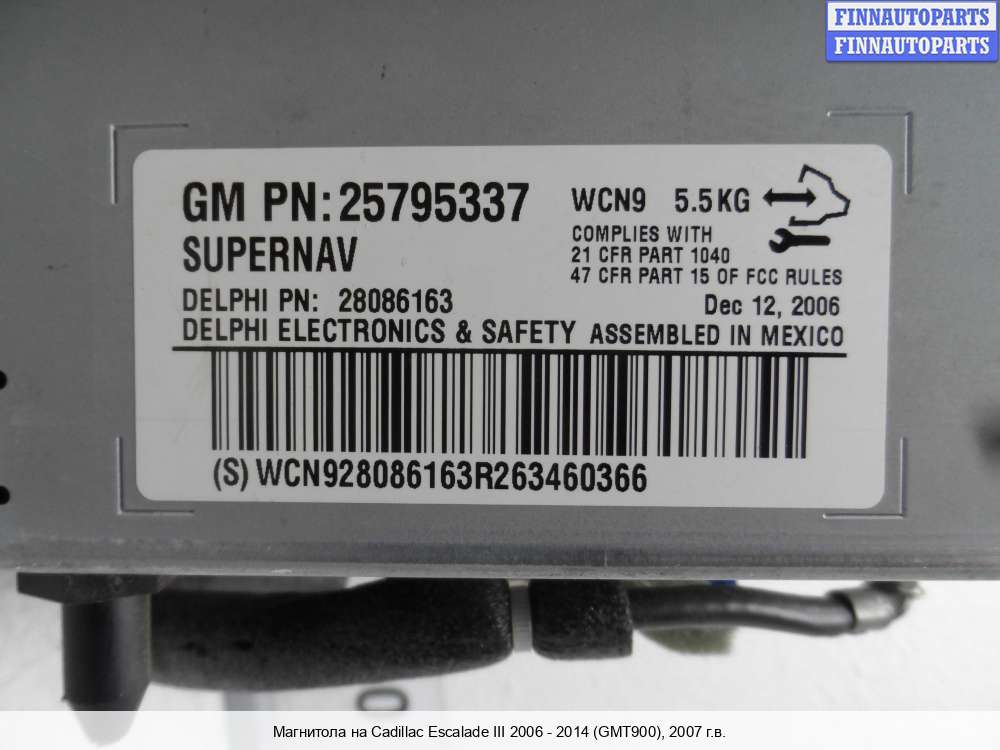 FINNAUTOPARTS
FINNAUTOPARTS
GM PN: 25795337
SUPERNAV
DELPHI PN: 28086163
DELPHI ELECTRONICS & SAFETY ASSEMBLED IN MEXICO
WCN9 5.5KG
COMPLIES WITH
21 CFR PART 1040
47 CFR PART 15 OF FCC RULES
Dec 12, 2006
(S) WCN928086163R263460366
Магнитола на Cadillac Escalade III 2006 - 2014 (GMT900), 2007 г.в.